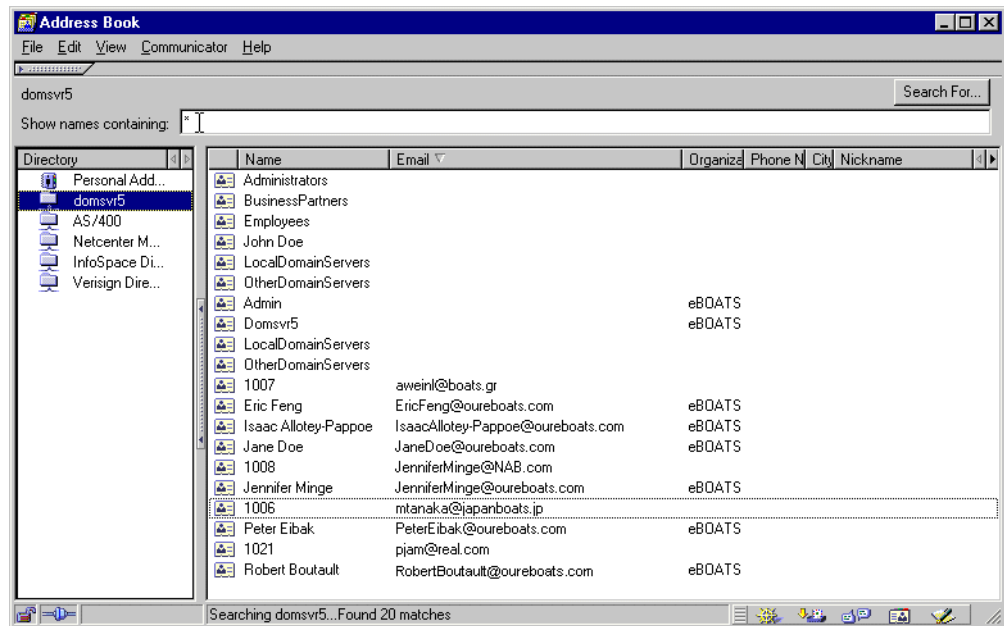 Address Book
File Edit View Communicator Help
domsvr5
Search For...
Show names containing: *
Directory
Personal Add...
domsvr5
AS/400
Netcenter M...
InfoSpace Di...
Verisign Dire...
Name Email Organiza Phone N City Nickname
Administrators
BusinessPartners
Employees
John Doe
LocalDomainServers
OtherDomainServers
Admin eBOATS
Domsvr5 eBOATS
LocalDomainServers
OtherDomainServers
1007 aweinl@boats.gr
Eric Feng EricFeng@oureboats.com eBOATS
Isaac Allotey-Pappoe IsaacAllotey-Pappoe@oureboats.com eBOATS
Jane Doe JaneDoe@oureboats.com eBOATS
1008 JenniferMinge@NAB.com
Jennifer Minge JenniferMinge@oureboats.com eBOATS
1006 mtanaka@japanboats.jp
Peter Eibak PeterEibak@oureboats.com eBOATS
1021 pjam@real.com
Robert Boutault RobertBoutault@oureboats.com eBOATS
Searching domsvr5...Found 20 matches